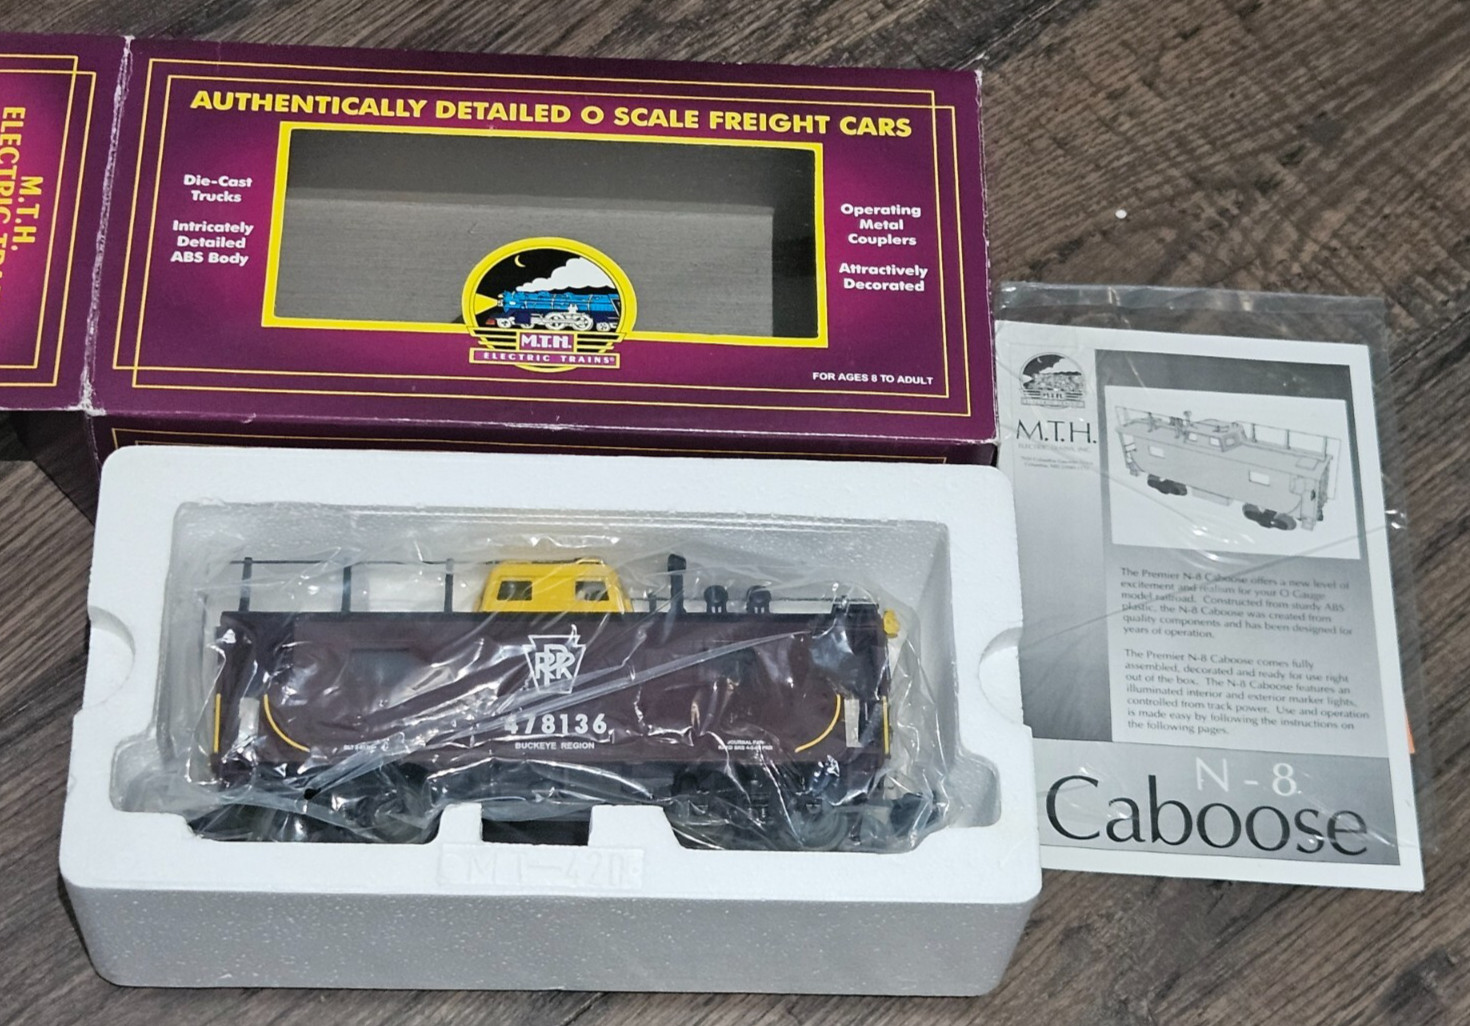 M.T.H.
ELECTRIC
AUTHENTICALLY DETAILED O SCALE FREIGHT CARS
Die-Cast
Trucks
Intricately
Detailed
ABS Body
Operating
Metal
Couplers
Attractively
Decorated
M.T.H.
ELECTRIC TRAINS®
FOR AGES 8 TO ADULT
PRR
478136
BUCKEYE REGION
MT-420
M.T.H.
The Premier N-8 Caboose offers a new level of
excitement and realism for your O Gauge
model railroad. Constructed from sturdy ABS
plastic, the N-8 Caboose was created from
quality components and has been designed for
years of operation.
The Premier N-8 Caboose comes fully
assembled, decorated and ready for use right
out of the box. The N-8 Caboose features an
illuminated interior and exterior marker lights,
controlled from track power. Use and operation
is made easy by following the instructions on
the following pages.
N-8
Caboose